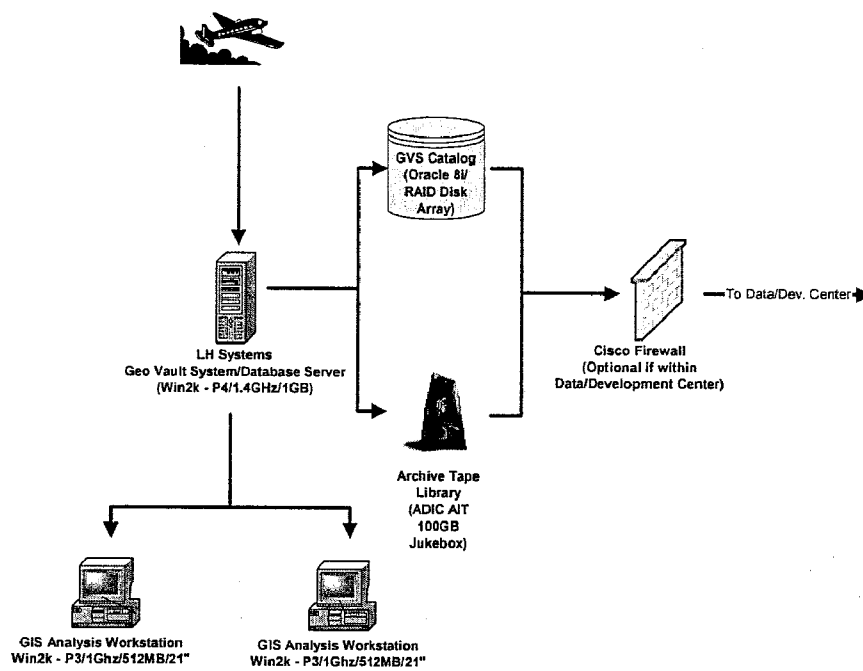 GVS Catalog
(Oracle 8i/
RAID Disk
Array)
LH Systems
Geo Vault System/Database Server
(Win2k - P4/1.4GHz/1GB)
To Data/Dev. Center
Cisco Firewall
(Optional if within
Data/Development Center)
Archive Tape
Library
(ADIC AIT
100GB
Jukebox)
GIS Analysis Workstation
Win2k - P3/1Ghz/512MB/21"
GIS Analysis Workstation
Win2k - P3/1Ghz/512MB/21"